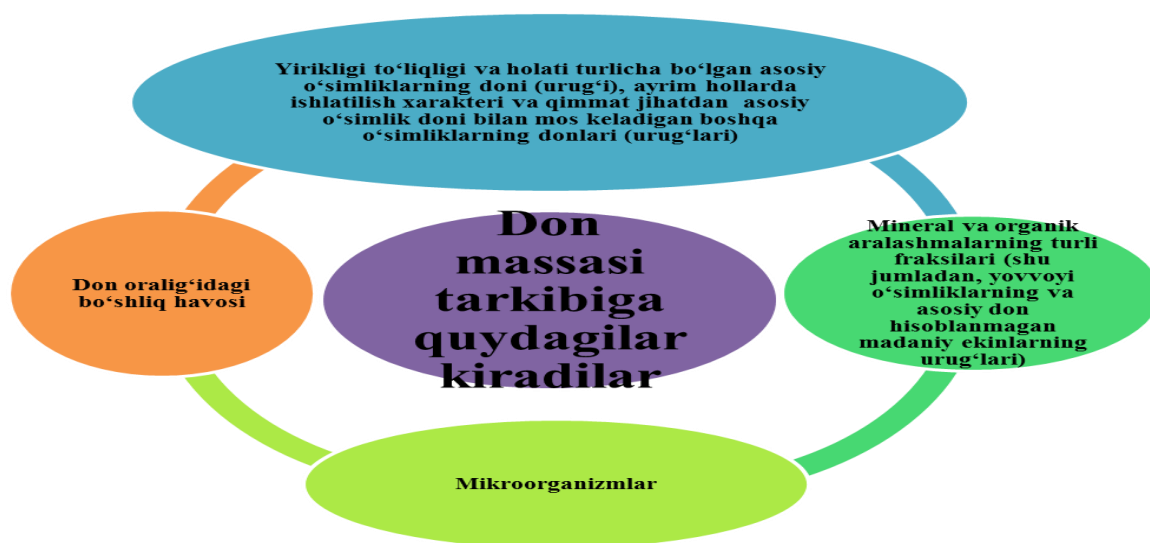 Yirikligi to‘liqligi va holati turlicha bo‘lgan asosiy
o‘simliklarning doni (urug‘i), ayrim hollarda
ishlatilish xarakteri va qimmat jihatdan asosiy
o‘simlik doni bilan mos keladigan boshqa
o‘simliklarning donlari (urug‘lari)
Don oralig‘idagi
bo‘shliq havosi
Don
massasi
tarkibiga
quydagilar
kiradilar
Mineral va organik
aralashmalarning turli
fraksilari (shu
jumladan, yovvoyi
o‘simliklarning va
asosiy don
hisoblanmagan
madaniy ekinlarning
urug‘lari)
Mikroorganizmlar